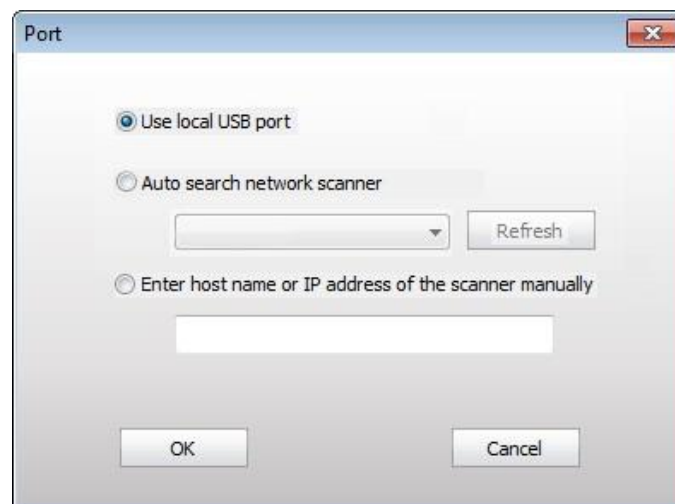 Port
Use local USB port
Auto search network scanner
Refresh
Enter host name or IP address of the scanner manually
OK Cancel